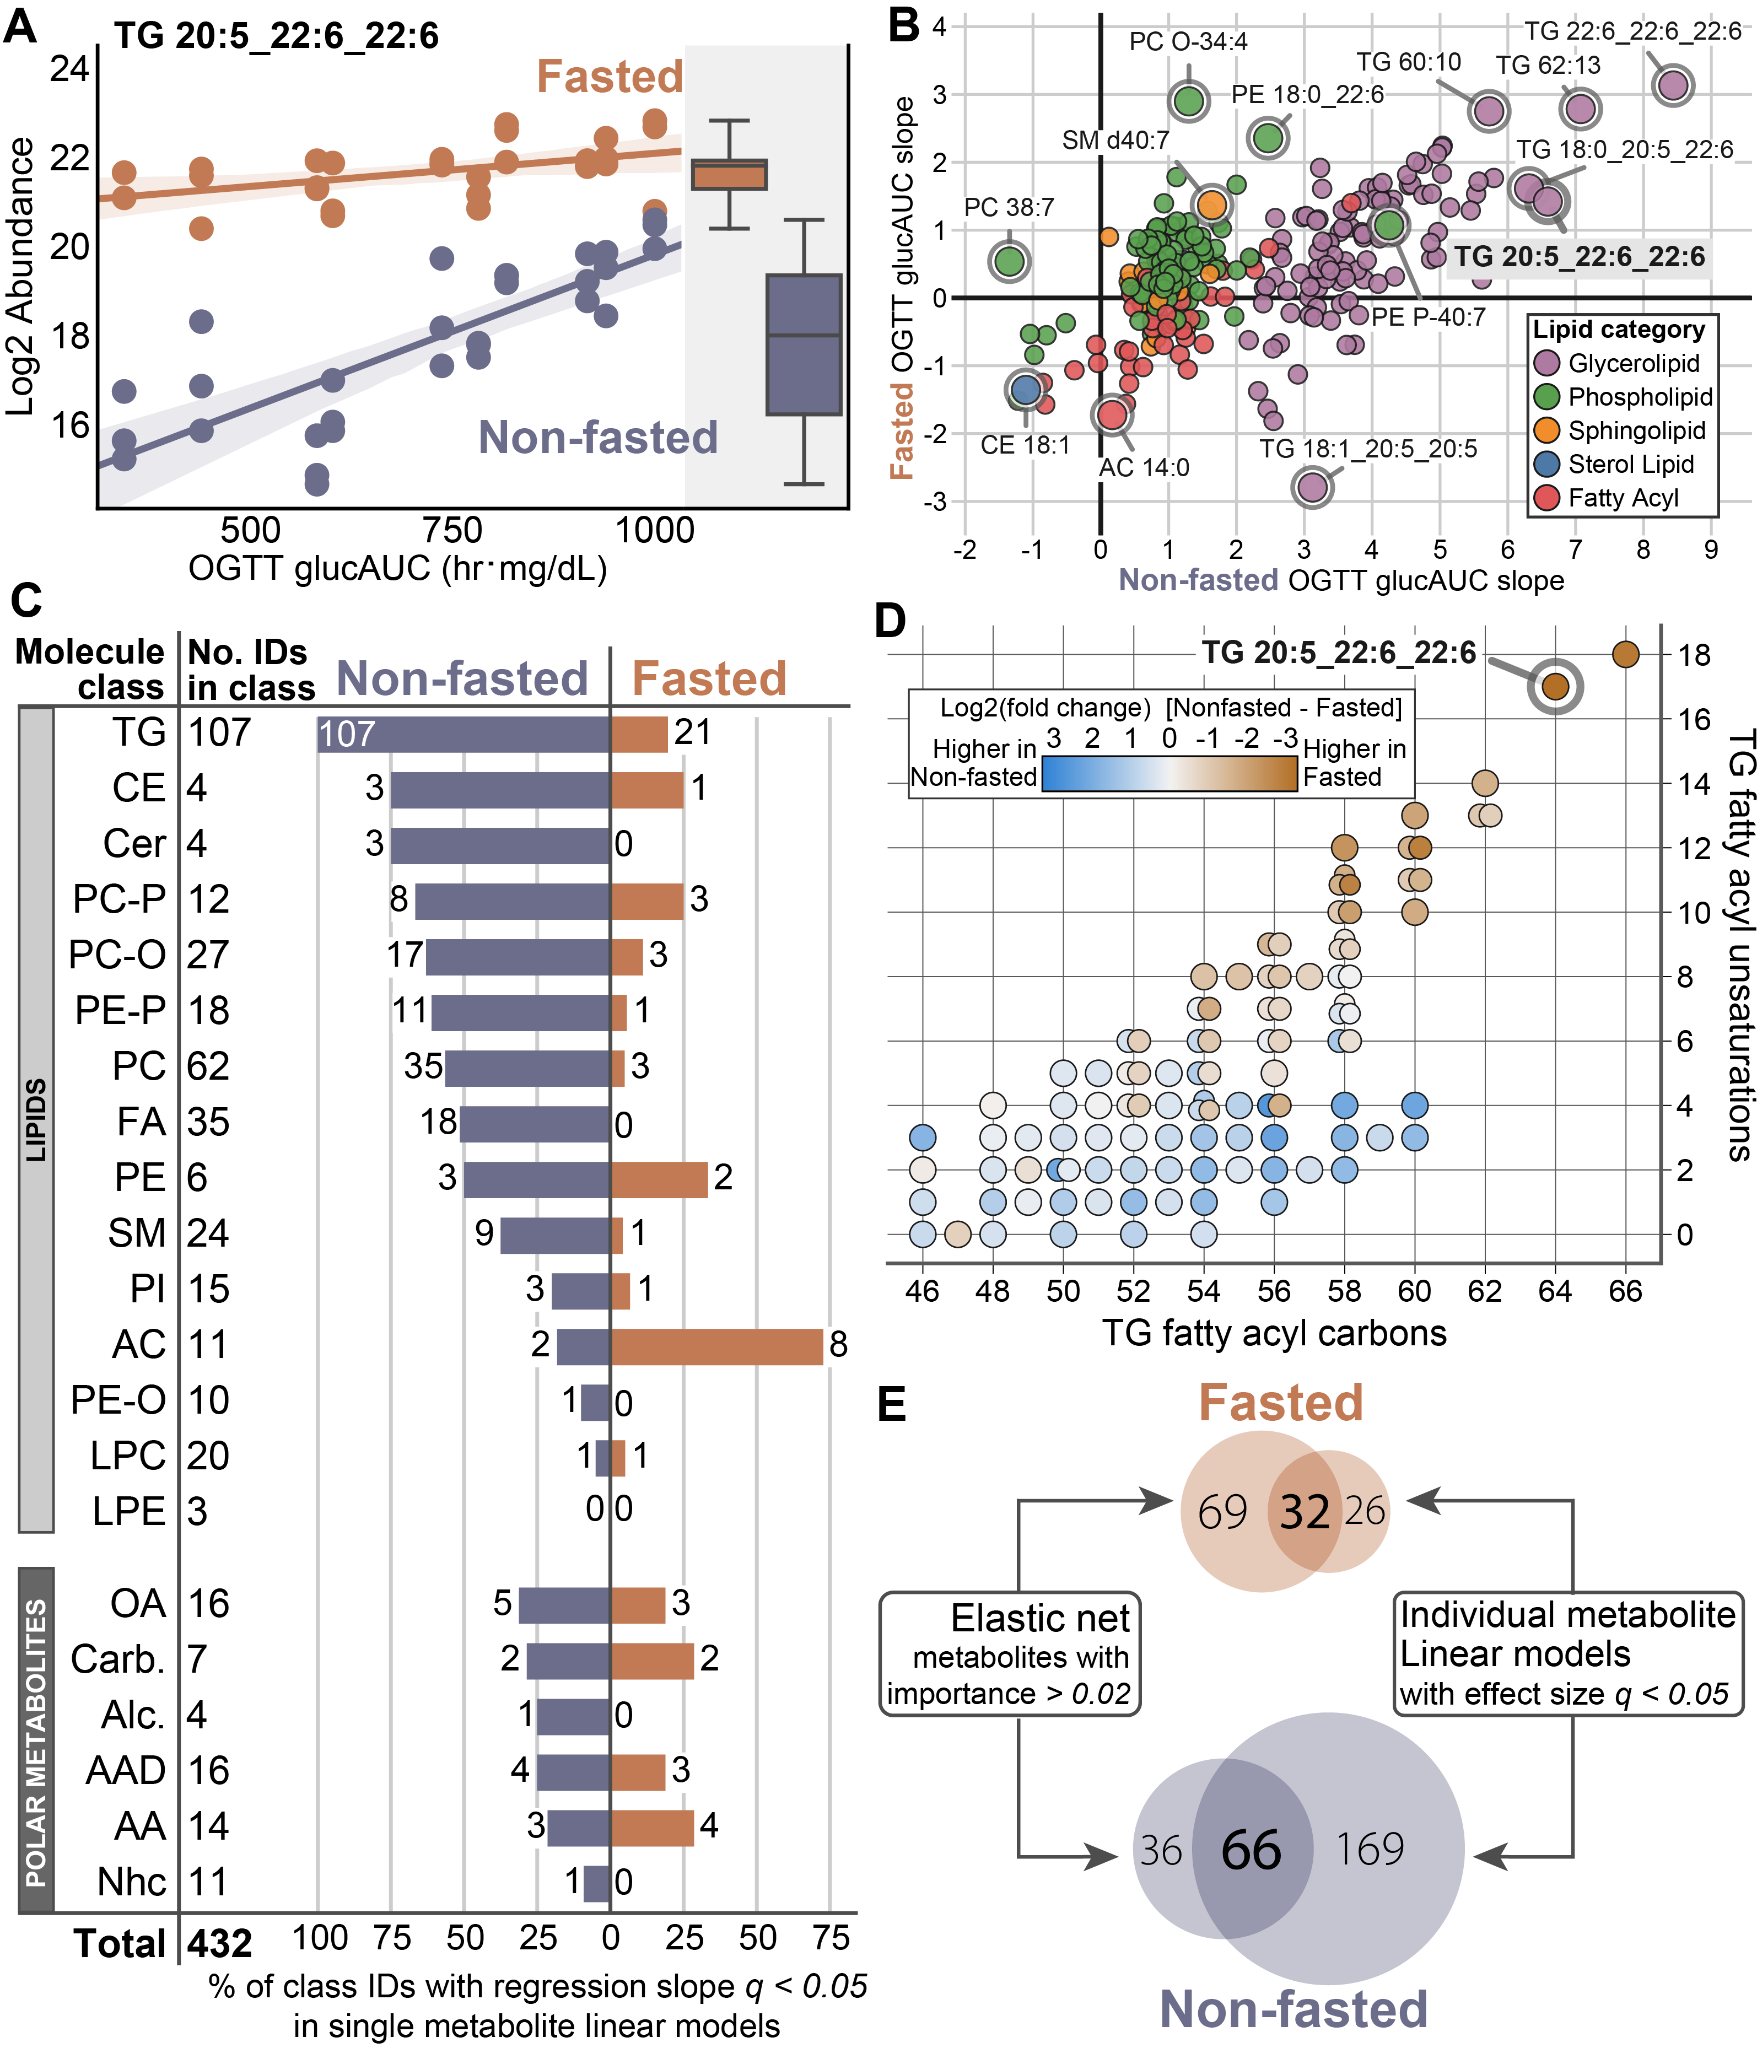 A
TG 20:5_22:6_22:6
Fasted
Non-fasted
Log2 Abundance
24
22
20
18
16
500 750 1000
OGTT glucAUC (hr·mg/dL)
B
Fasted OGTT glucAUC slope
4
3
2
1
0
-1
-2
-3
-2 -1 0 1 2 3 4 5 6 7 8 9
Non-fasted OGTT glucAUC slope
PC O-34:4
TG 22:6_22:6_22:6
TG 60:10
TG 62:13
PE 18:0_22:6
SM d40:7
TG 18:0_20:5_22:6
PC 38:7
TG 20:5_22:6_22:6
PE P-40:7
CE 18:1
AC 14:0
TG 18:1_20:5_20:5
Lipid category
Glycerolipid
Phospholipid
Sphingolipid
Sterol Lipid
Fatty Acyl
C
Molecule class
No. IDs in class
Non-fasted
Fasted
LIPIDS
TG 107 107 21
CE 4 3 1
Cer 4 3 0
PC-P 12 8 3
PC-O 27 17 3
PE-P 18 11 1
PC 62 35 3
FA 35 18 0
PE 6 3 2
SM 24 9 1
PI 15 3 1
AC 11 2 8
PE-O 10 1 0
LPC 20 1 1
LPE 3 0 0
POLAR METABOLITES
OA 16 5 3
Carb. 7 2 2
Alc. 4 1 0
AAD 16 4 3
AA 14 3 4
Nhc 11 1 0
Total 432
100 75 50 25 0 25 50 75
% of class IDs with regression slope q < 0.05
in single metabolite linear models
D
TG 20:5_22:6_22:6
Log2(fold change) [Nonfasted - Fasted]
3 2 1 0 -1 -2 -3
Higher in Non-fasted
Higher in Fasted
18
16
14
12
10
8
6
4
2
0
TG fatty acyl unsaturations
46 48 50 52 54 56 58 60 62 64 66
TG fatty acyl carbons
E
Fasted
69 32 26
Elastic net
metabolites with
importance > 0.02
Individual metabolite
Linear models
with effect size q < 0.05
36 66 169
Non-fasted